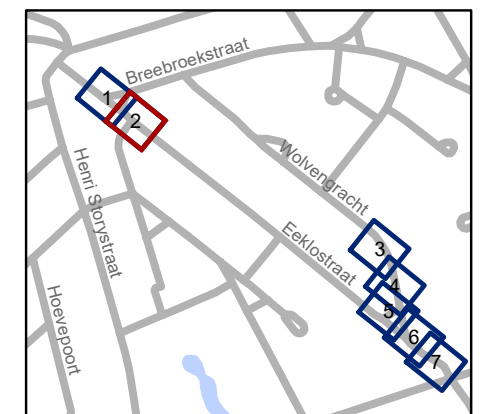 Breebroekstraat
1
2
Wolvengracht
Henri Storystraat
Eeklostraat
3
4
Hoevepoort
5
6
7